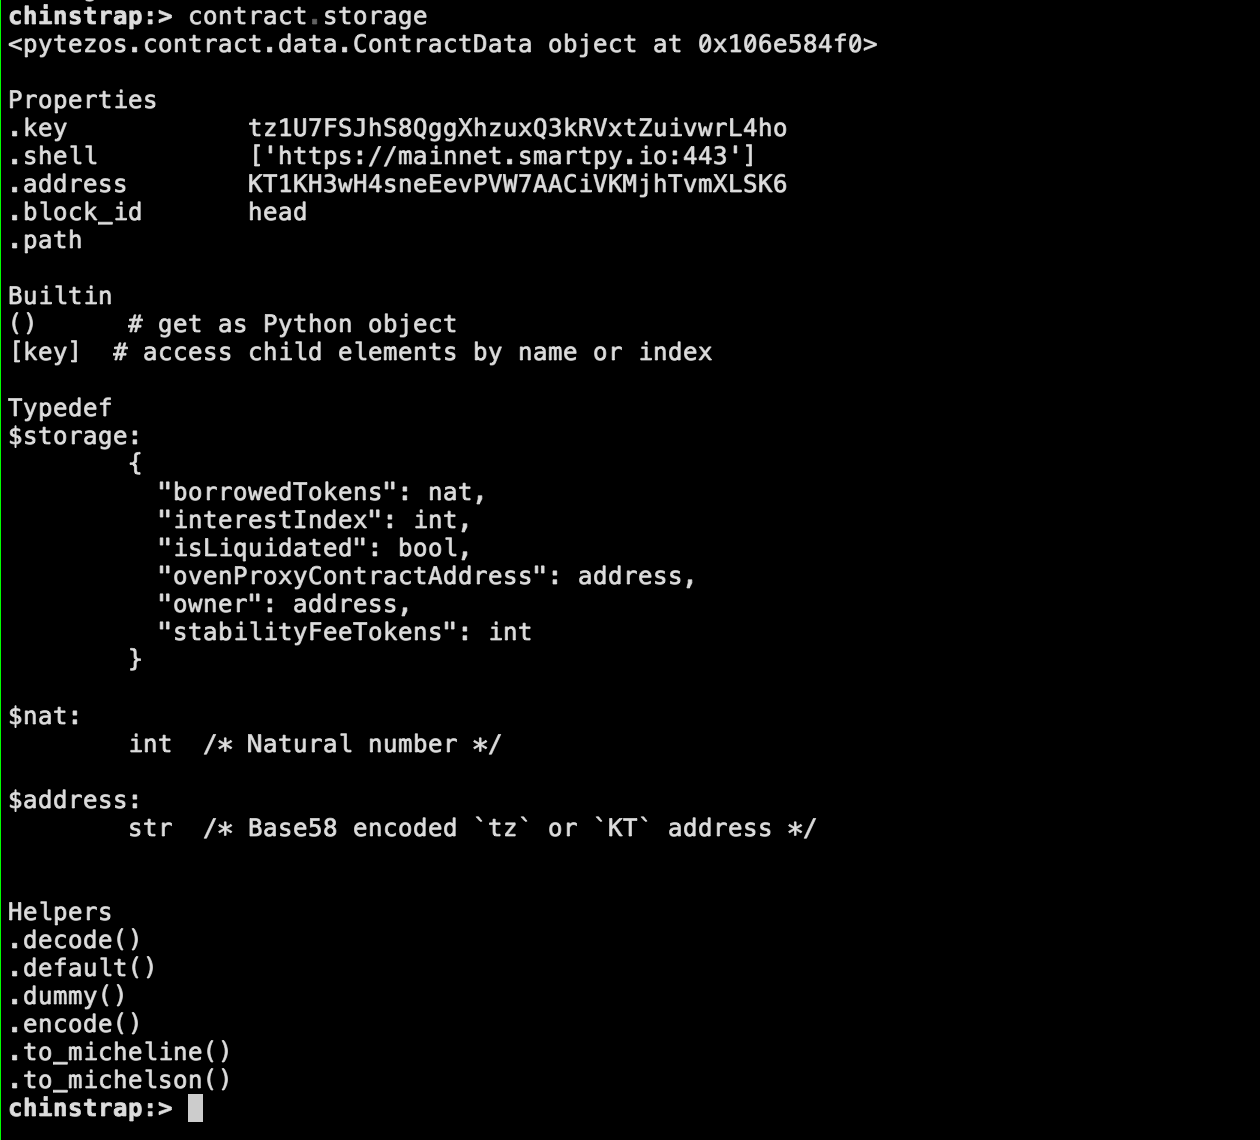 chinstrap:> contract.storage
<pytezos.contract.data.ContractData object at 0x106e584f0>
Properties
.key            tz1U7FSJhS8QggXhzuxQ3kRVxtZuivwrL4ho
.shell          ['https://mainnet.smartpy.io:443']
.address        KT1KH3wH4sneEevPVW7AACiVKMjhTvmXLSK6
.block_id       head
.path
Builtin
()      # get as Python object
[key]  # access child elements by name or index
Typedef
$storage:
        {
          "borrowedTokens": nat,
          "interestIndex": int,
          "isLiquidated": bool,
          "ovenProxyContractAddress": address,
          "owner": address,
          "stabilityFeeTokens": int
        }
$nat:
        int  /* Natural number */
$address:
        str  /* Base58 encoded `tz` or `KT` address */
Helpers
.decode()
.default()
.dummy()
.encode()
.to_micheline()
.to_michelson()
chinstrap:>